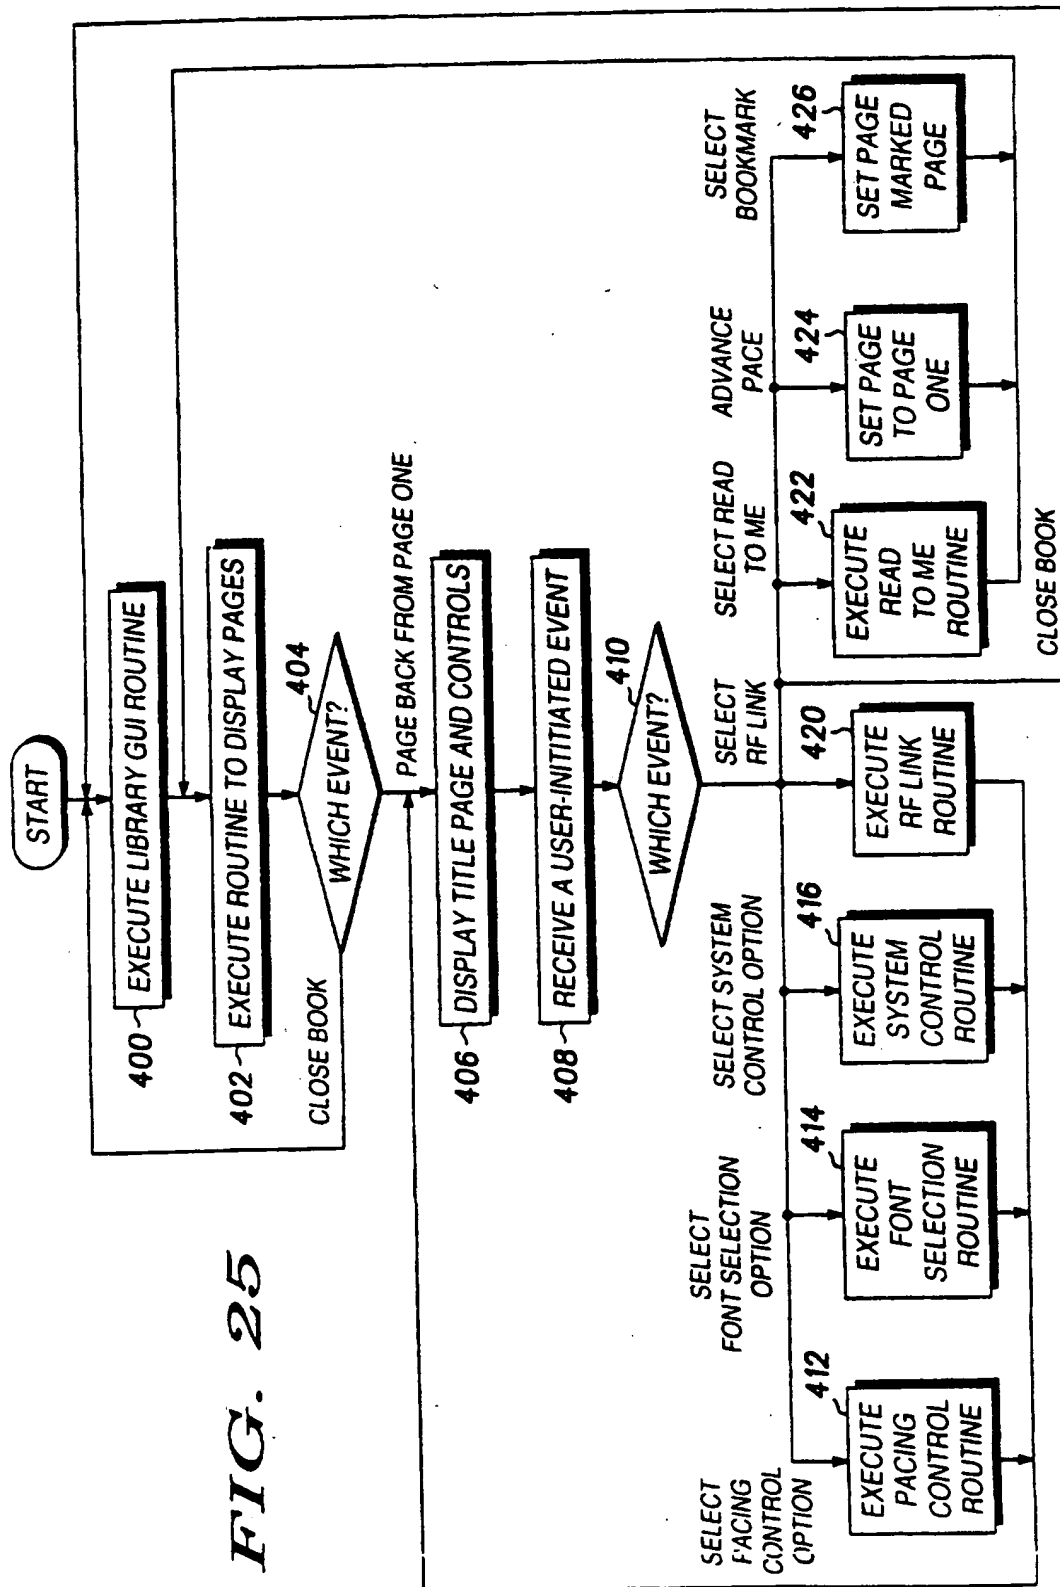 FIG. 25
START
400
EXECUTE LIBRARY GUI ROUTINE
402
EXECUTE ROUTINE TO DISPLAY PAGES
404
WHICH EVENT?
CLOSE BOOK
PAGE BACK FROM PAGE ONE
406
DISPLAY TITLE PAGE AND CONTROLS
408
RECEIVE A USER-INITIATED EVENT
410
WHICH EVENT?
SELECT
PACING
CONTROL
OPTION
412
EXECUTE
PACING
CONTROL
ROUTINE
SELECT
FONT SELECTION
OPTION
414
EXECUTE
FONT
SELECTION
ROUTINE
SELECT SYSTEM
CONTROL OPTION
416
EXECUTE
SYSTEM
CONTROL
ROUTINE
SELECT
RF LINK
420
EXECUTE
RF LINK
ROUTINE
SELECT READ
TO ME
422
EXECUTE
READ
TO ME
ROUTINE
ADVANCE
PACE
424
SET PAGE
TO PAGE
ONE
SELECT
BOOKMARK
426
SET PAGE
MARKED
PAGE
CLOSE BOOK